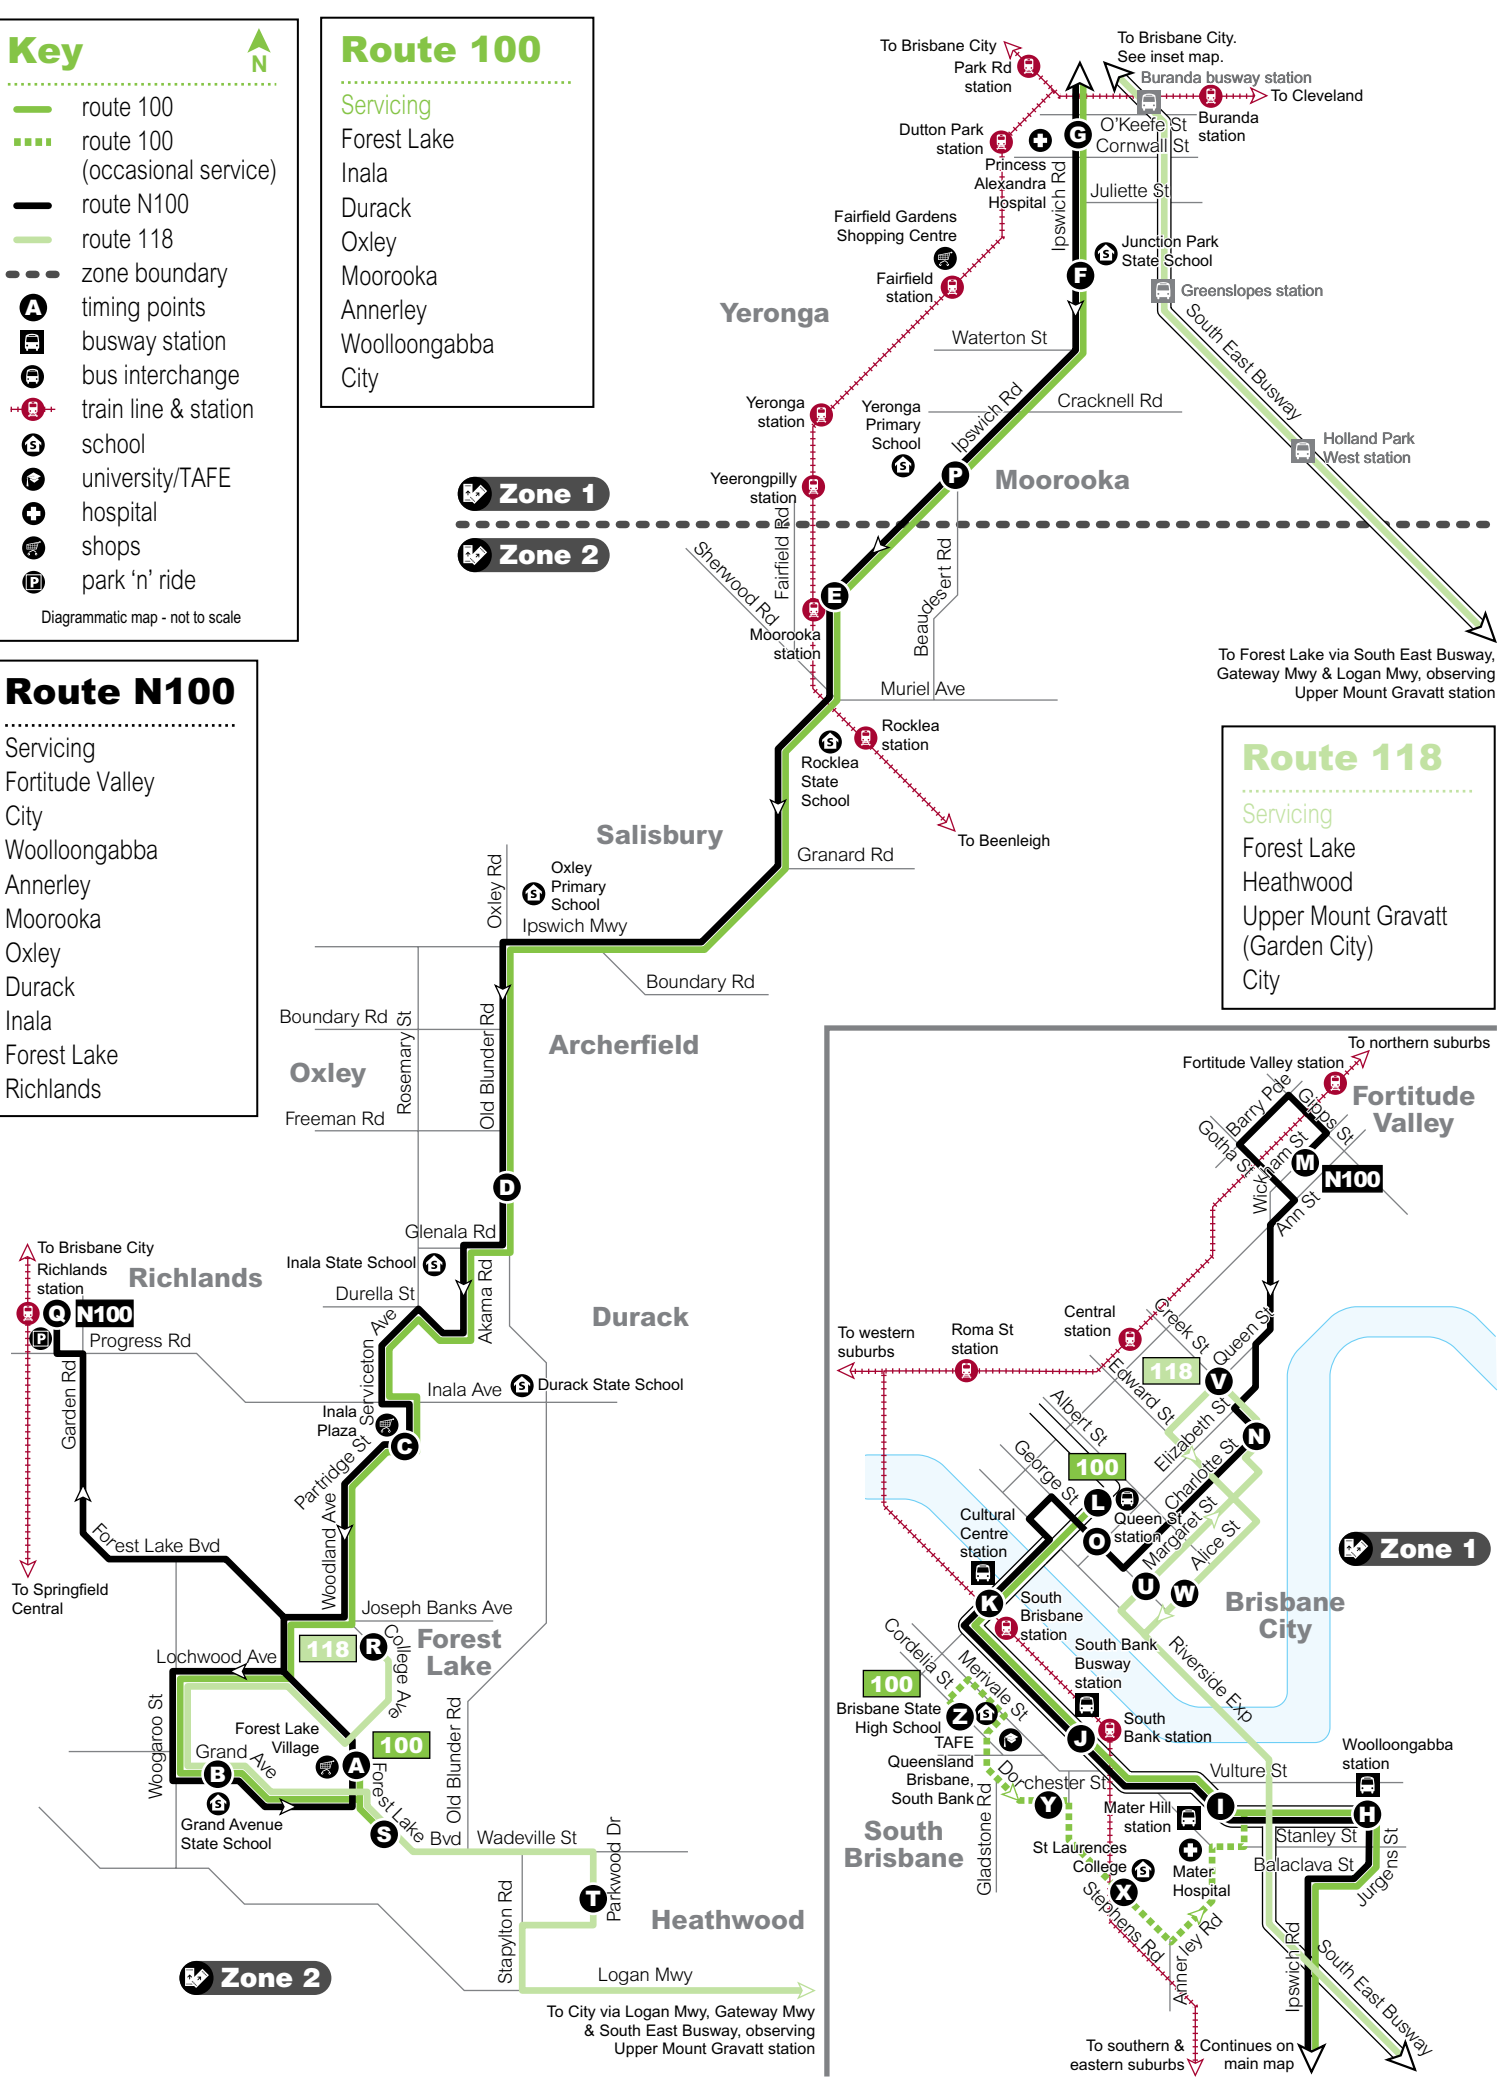 Key
N
route 100
route 100
(occasional service)
route N100
route 118
zone boundary
A
timing points
busway station
bus interchange
train line & station
S
school
university/TAFE
hospital
shops
P
park ‘n’ ride
Diagrammatic map - not to scale
Route 100
Servicing
Forest Lake
Inala
Durack
Oxley
Moorooka
Annerley
Woolloongabba
City
Route N100
Servicing
Fortitude Valley
City
Woolloongabba
Annerley
Moorooka
Oxley
Durack
Inala
Forest Lake
Richlands
To Brisbane City
Park Rd
station
To Brisbane City.
See inset map.
Buranda busway station
To Cleveland
Buranda
station
Dutton Park
station
G
O'Keefe St
Cornwall St
Princess
Alexandra
Hospital
Ipswich Rd
Juliette St
Fairfield Gardens
Shopping Centre
Fairfield
station
S
Junction Park
State School
F
Greenslopes station
South East Busway
Yeronga
Waterton St
Cracknell Rd
Ipswich Rd
Yeronga
station
Yeronga
Primary
School
S
Holland Park
West station
P
Moorooka
Yeerongpilly
station
Zone 1
Zone 2
Sherwood Rd
Fairfield Rd
Beaudesert Rd
E
Moorooka
station
Muriel Ave
To Forest Lake via South East Busway,
Gateway Mwy & Logan Mwy, observing
Upper Mount Gravatt station
Rocklea
station
S
Rocklea
State
School
To Beenleigh
Route 118
Servicing
Forest Lake
Heathwood
Upper Mount Gravatt
(Garden City)
City
Salisbury
Granard Rd
Oxley Rd
S
Oxley
Primary
School
Ipswich Mwy
Boundary Rd
Boundary Rd
Rosemary St
Old Blunder Rd
Archerfield
Oxley
Freeman Rd
D
Glenala Rd
Inala State School
S
Akama Rd
Durella St
Durack
Serviceton
Ave
Inala Ave
S
Durack State School
Inala
Plaza
C
Partridge St
To Brisbane City
Richlands
station
Richlands
Q
N100
P
Progress Rd
Garden Rd
Forest Lake Bvd
Woodland Ave
To Springfield
Central
Joseph Banks Ave
118
R
College Ave
Forest
Lake
Lochwood Ave
Woogaroo St
Forest Lake
Village
100
A
Grand Ave
B
S
Grand Avenue
State School
Forest Lake
Bvd
S
Old Blunder Rd
Wadeville St
Parkwood Dr
T
Stapylton Rd
Heathwood
Zone 2
Logan Mwy
To City via Logan Mwy, Gateway Mwy
& South East Busway, observing
Upper Mount Gravatt station
To northern suburbs
Fortitude Valley station
Fortitude
Valley
Barry Pde
Gipps St
Gotha St
Wickham St
M
N100
Ann St
Central
station
Creek St
Queen St
To western
suburbs
Roma St
station
118
V
Edward St
Elizabeth St
Albert St
N
Charlotte St
George St
100
L
Queen St
station
O
Margaret St
Alice St
Cultural
Centre
station
Zone 1
U
W
Brisbane
City
K
South
Brisbane
station
South Bank
Busway
station
Cordelia St
Merivale St
Riverside Exp
100
Brisbane State
High School
Z
S
TAFE
Queensland
Brisbane,
South Bank
J
South
Bank station
Woolloongabba
station
Vulture St
Dorchester St
Y
I
H
Mater Hill
station
Stanley St
South
Brisbane
Gladstone Rd
St Laurences
College
S
X
Mater
Hospital
Balaclava St
Jurgens St
Stephens Rd
Annerley Rd
Ipswich Rd
South East Busway
To southern &
eastern suburbs
Continues on
main map